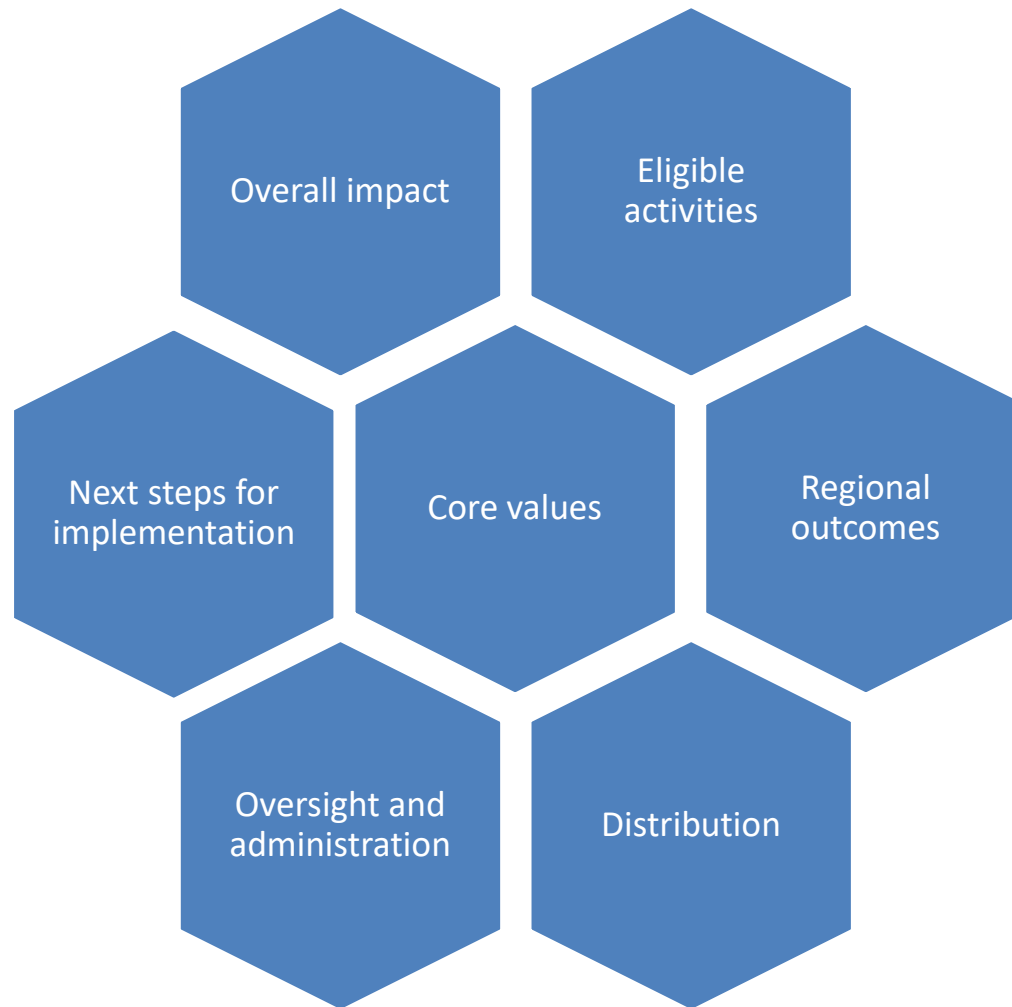 Overall impact
Eligible
activities
Next steps for
implementation
Core values
Regional
outcomes
Oversight and
administration
Distribution